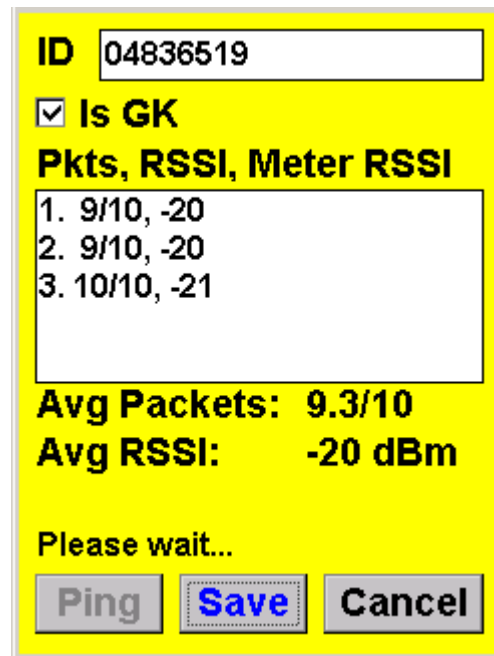 ID 04836519
Is GK
Pkts, RSSI, Meter RSSI
1. 9/10, -20
2. 9/10, -20
3. 10/10, -21
Avg Packets: 9.3/10
Avg RSSI: -20 dBm
Please wait...
Ping Save Cancel